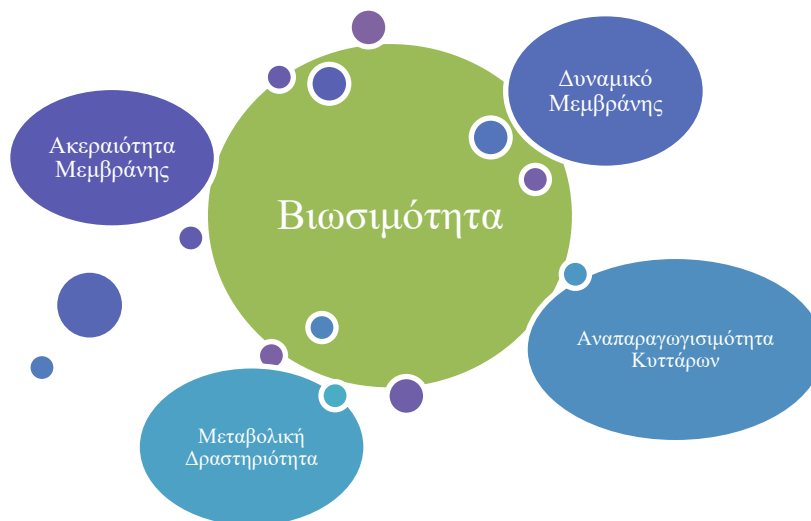 Δυναμικό
Μεμβράνης
Ακεραιότητα
Μεμβράνης
Βιωσιμότητα
Αναπαραγωγισιμότητα
Κυττάρων
Μεταβολική
Δραστηριότητα